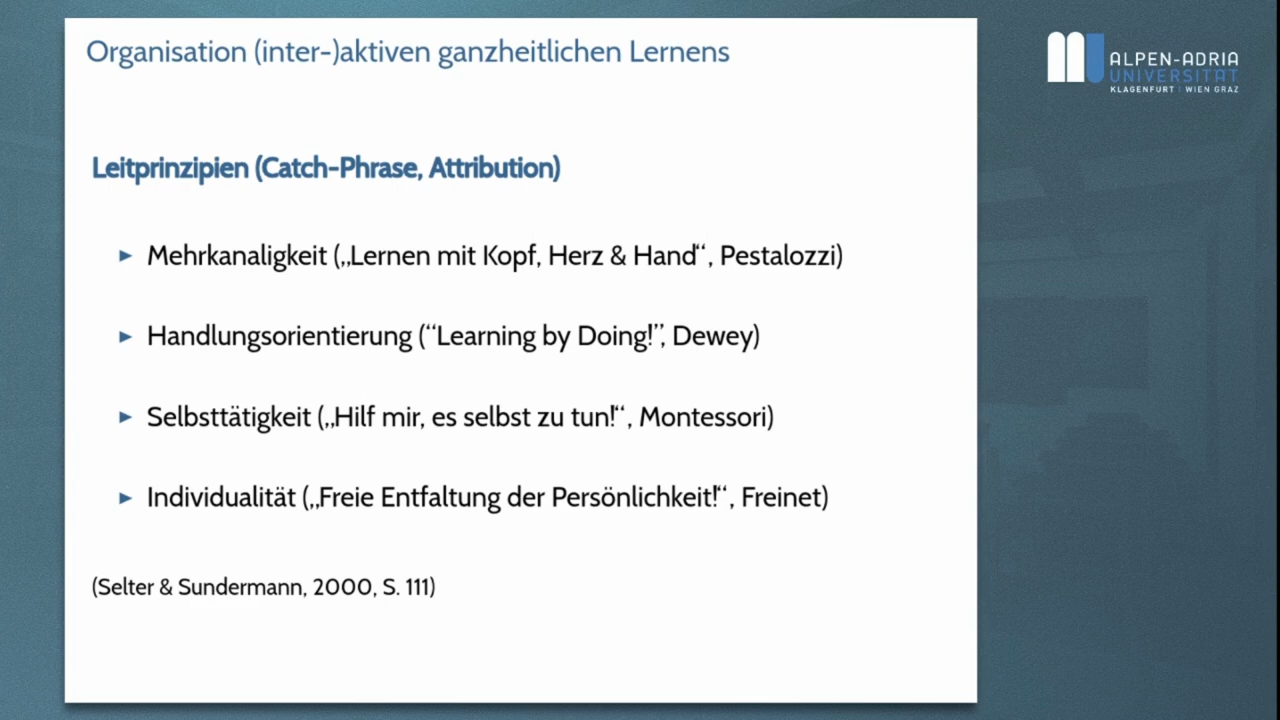 Organisation (inter-)aktiven ganzheitlichen Lernens
ALPEN-ADRIA
UNIVERSITÄT
KLAGENFURT | WIEN GRAZ
Leitprinzipien (Catch-Phrase, Attribution)
► Mehrkanaligkeit („Lernen mit Kopf, Herz & Hand“, Pestalozzi)
► Handlungsorientierung (“Learning by Doing!”, Dewey)
► Selbsttätigkeit („Hilf mir, es selbst zu tun!“, Montessori)
► Individualität („Freie Entfaltung der Persönlichkeit!“, Freinet)
(Selter & Sundermann, 2000, S. 111)